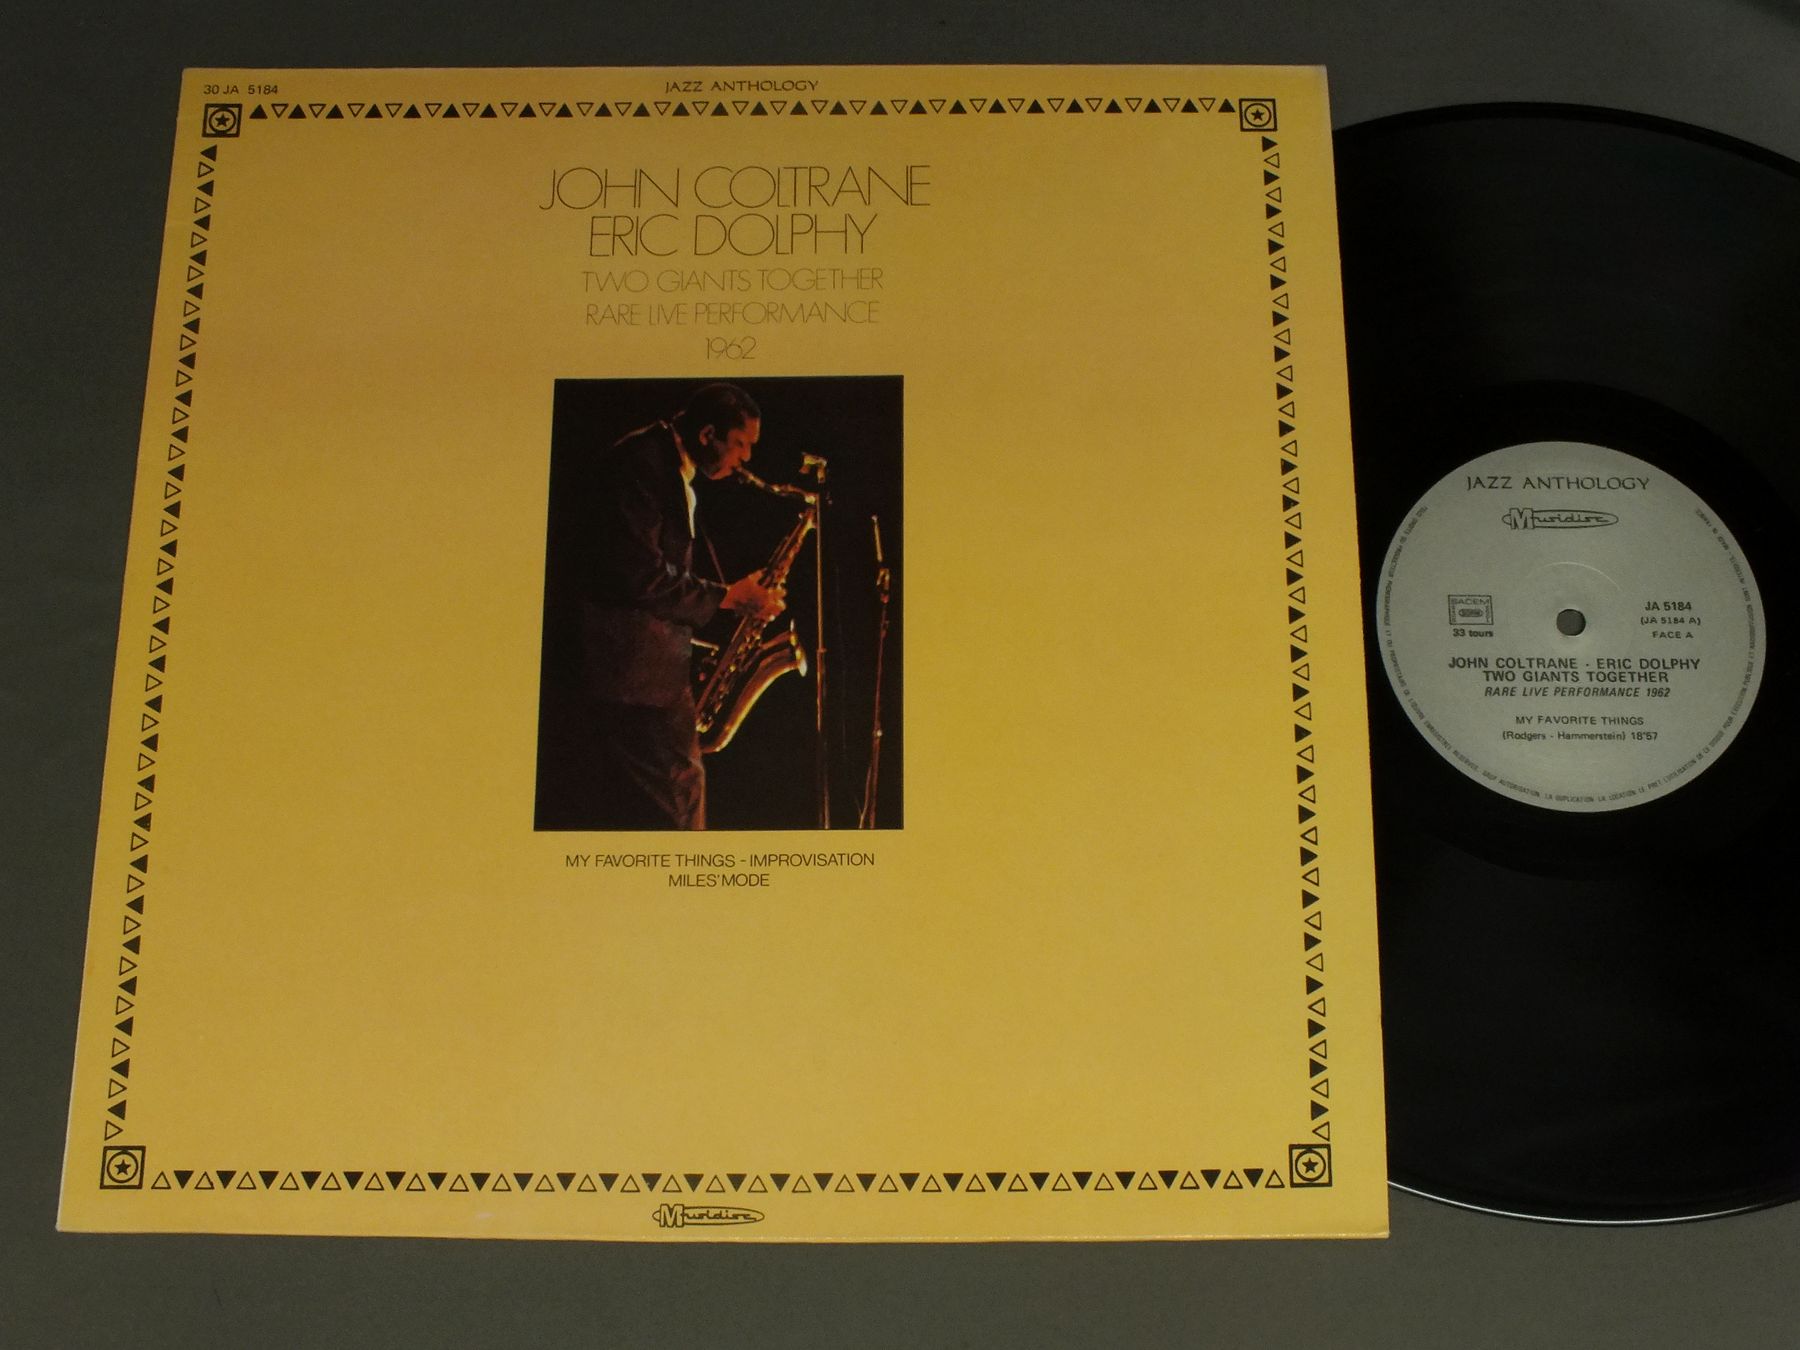 30 JA 5184
JAZZ ANTHOLOGY
JOHN COLTRANE
ERIC DOLPHY
TWO GIANTS TOGETHER
RARE LIVE PERFORMANCE
1962
MY FAVORITE THINGS - IMPROVISATION
MILES' MODE
Musidisc
JAZZ ANTHOLOGY
Musidisc
SACEM
33 tours
JA 5184
(JA 5184 A)
FACE A
JOHN COLTRANE - ERIC DOLPHY
TWO GIANTS TOGETHER
RARE LIVE PERFORMANCE 1962
MY FAVORITE THINGS
(Rodgers - Hammerstein) 18'57